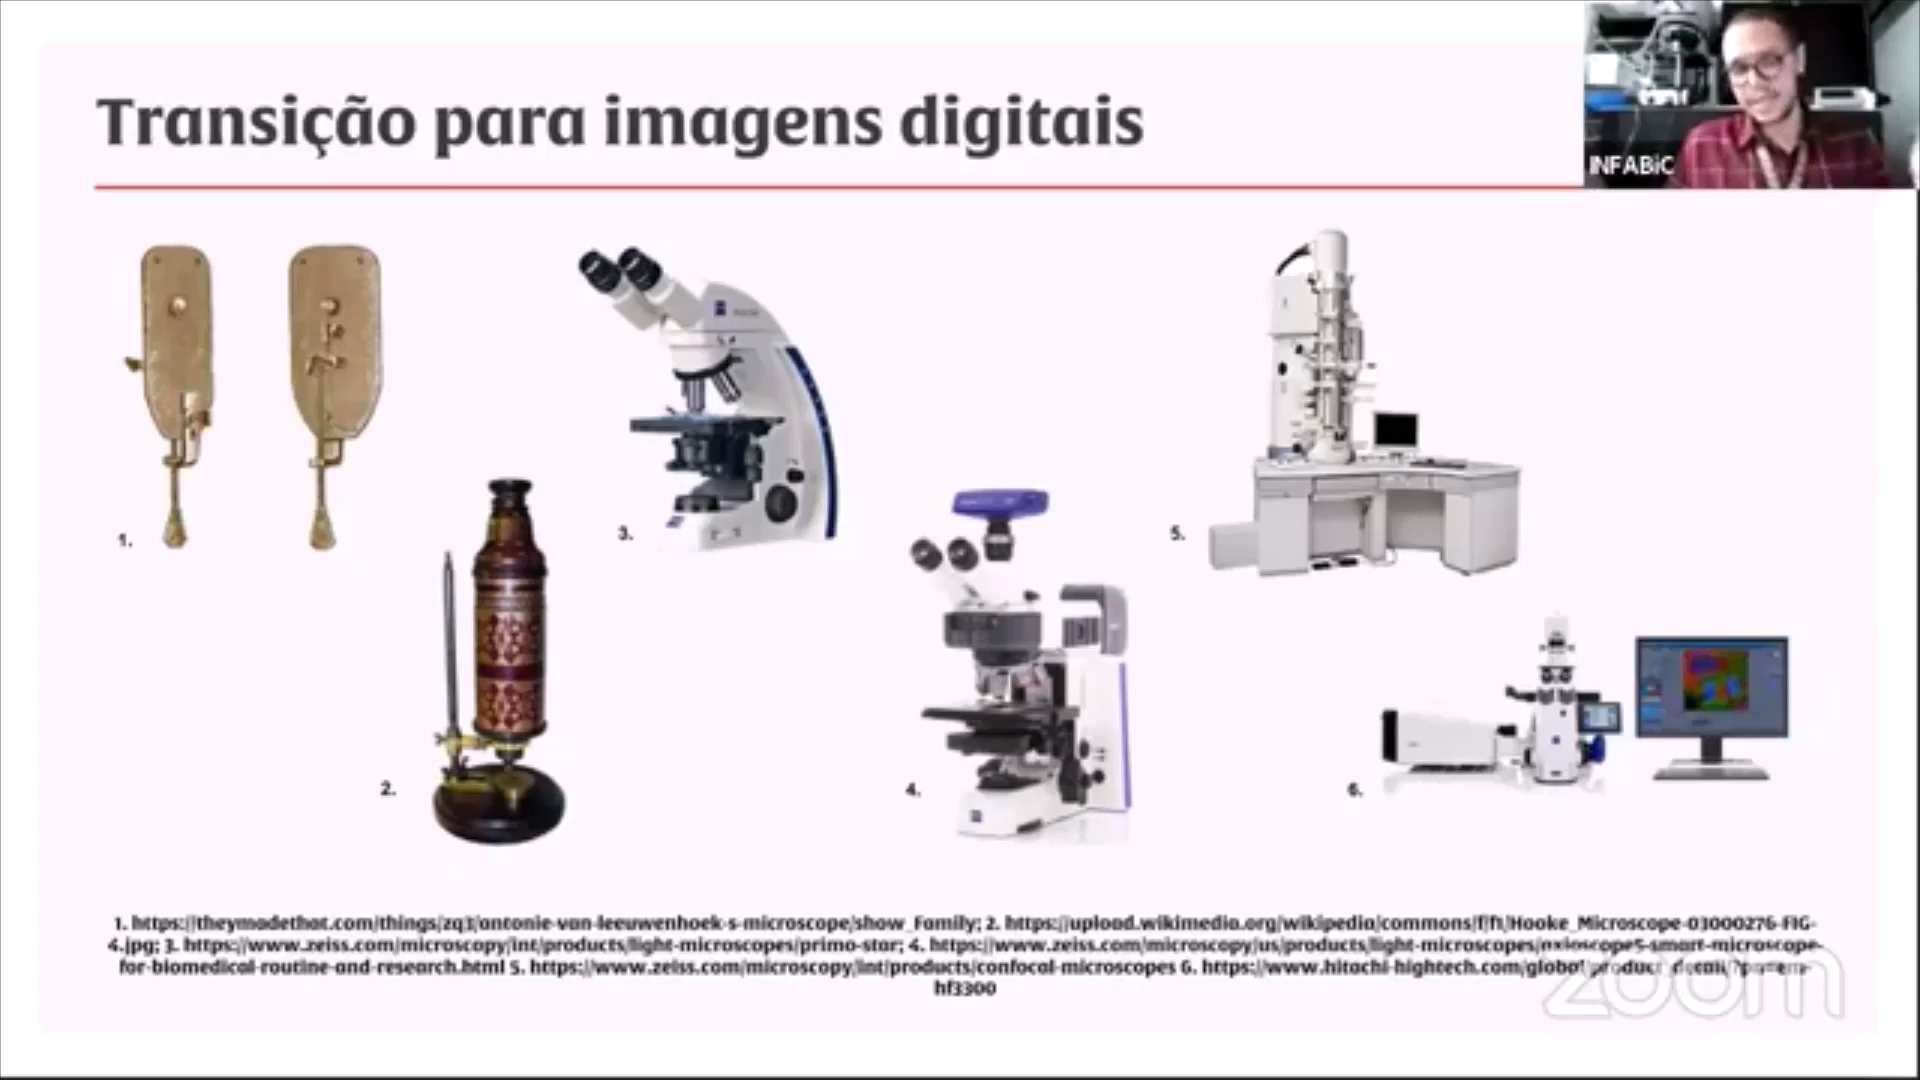 Transição para imagens digitais
INFABiC
1.
2.
3.
4.
5.
6.
1. https://theymadethat.com/things/zq3/antonie-van-leeuwenhoek-s-microscope/show_Family; 2. https://upload.wikimedia.org/wikipedia/commons/f/f1/Hooke_Microscope-03000276-FIG-
4.jpg; 3. https://www.zeiss.com/microscopy/int/products/light-microscopes/primo-star; 4. https://www.zeiss.com/microscopy/us/products/light-microscopes/axioscope5-smart-microscope-
for-biomedical-routine-and-research.html 5. https://www.zeiss.com/microscopy/int/products/confocal-microscopes 6. https://www.hitachi-hightech.com/global/product_detail/?pn=em-
hf3300
zoom